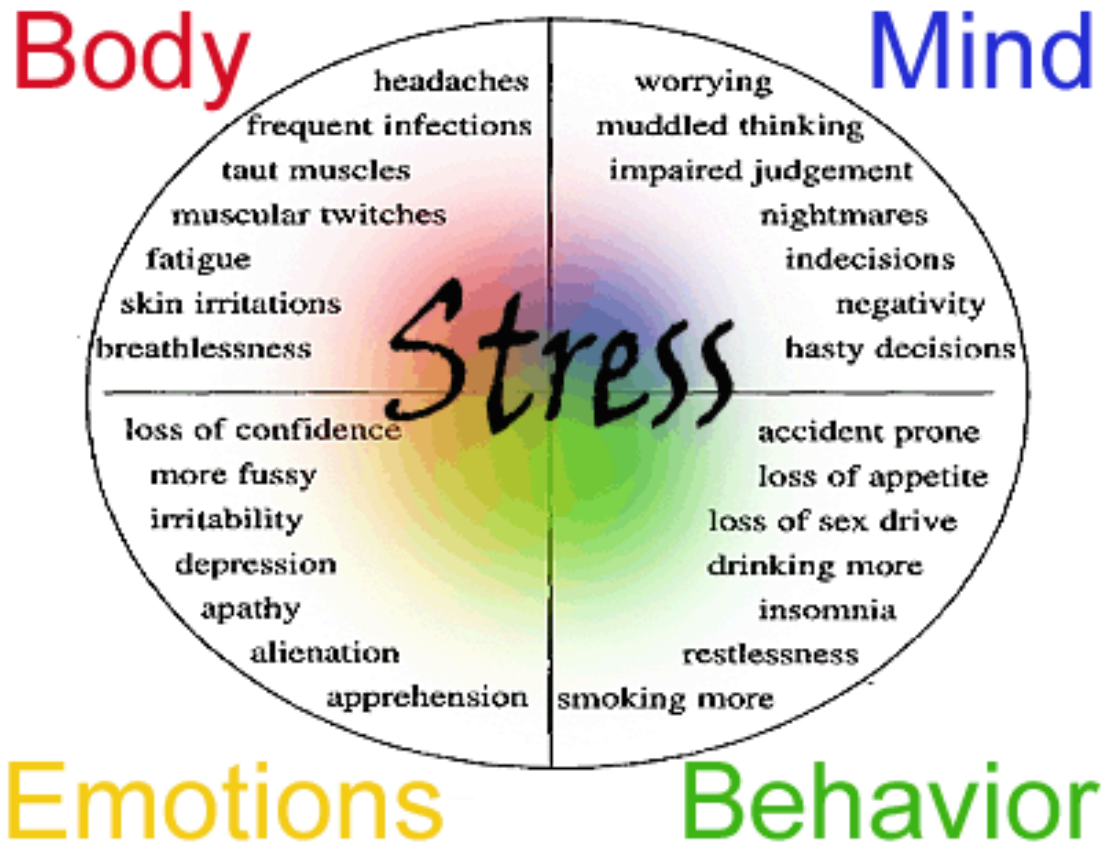 Body
Mind
headaches
frequent infections
taut muscles
muscular twitches
fatigue
skin irritations
breathlessness
worrying
muddled thinking
impaired judgement
nightmares
indecisions
negativity
hasty decisions
Stress
loss of confidence
more fussy
irritability
depression
apathy
alienation
apprehension
accident prone
loss of appetite
loss of sex drive
drinking more
insomnia
restlessness
smoking more
Emotions
Behavior